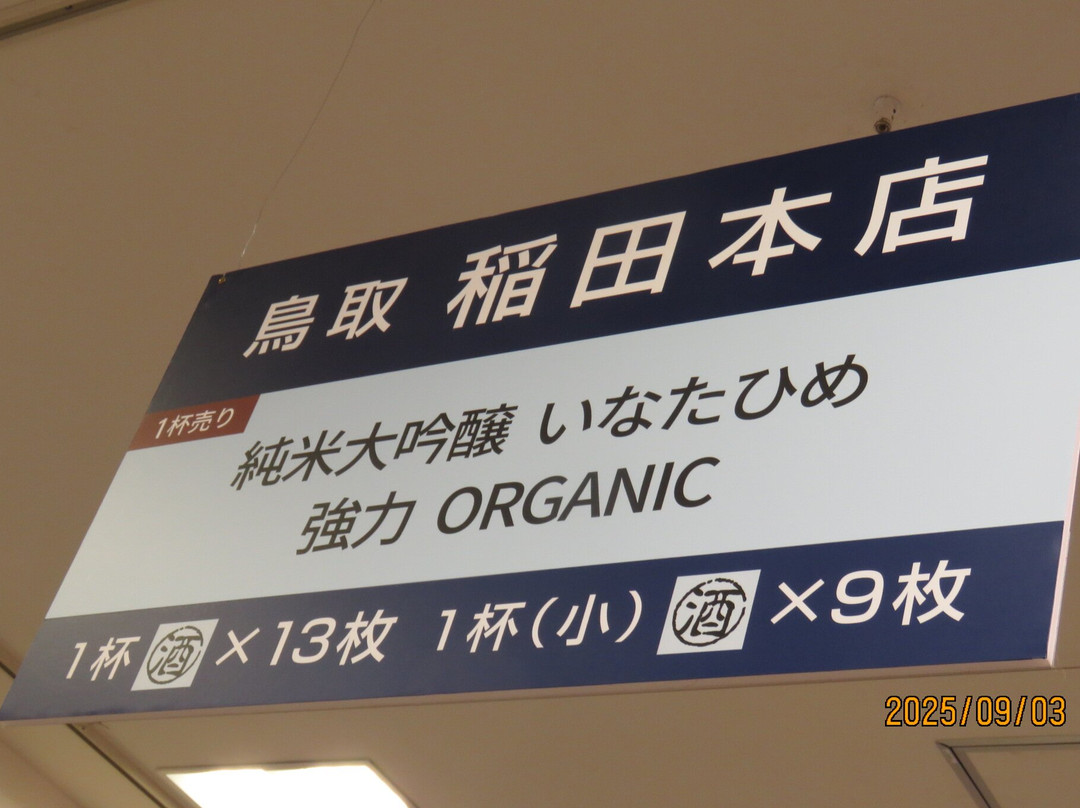 鳥取 稲田本店
1杯売り
純米大吟醸 いなたひめ
強力 ORGANIC
1杯 酒 ×13枚 1杯(小) 酒 ×9枚
2025/09/03